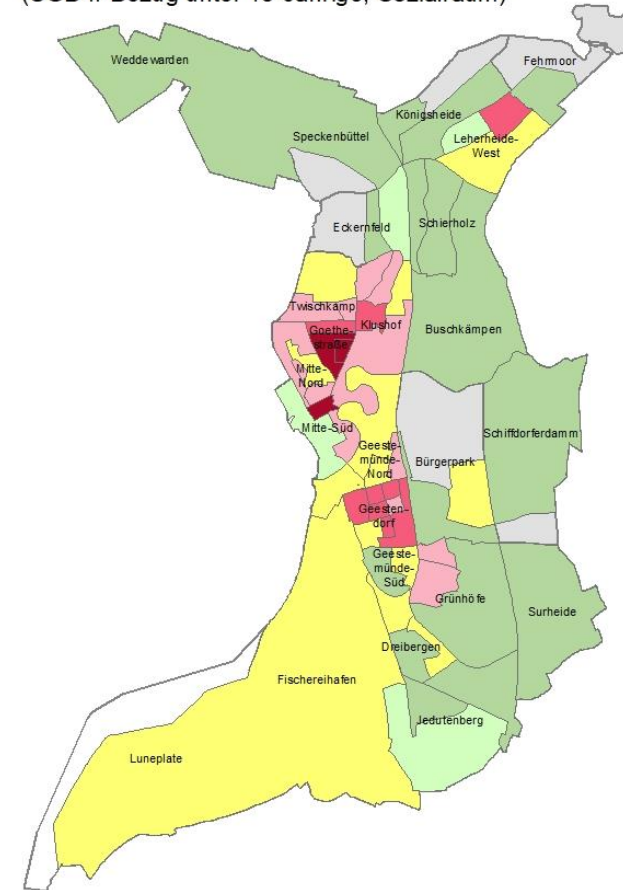 (SGB II-Bezug unter 15-Jährige, Sozialraum)
Weddewarden
Fehrmoor
Königsheide
Speckenbüttel
Leherheide-
West
Eckernfeld
Schierholz
Twischkamp
Klushof
Goethe-
straße
Buschkämpen
Mitte-
Nord
Mitte-Süd
Schiffdorferdamm
Geeste-
münde-
Nord
Bürgerpark
Geesten-
dorf
Geeste-
münde-
Süd
Grünhöfe
Surheide
Dreibergen
Fischereihafen
Jedutenberg
Luneplate